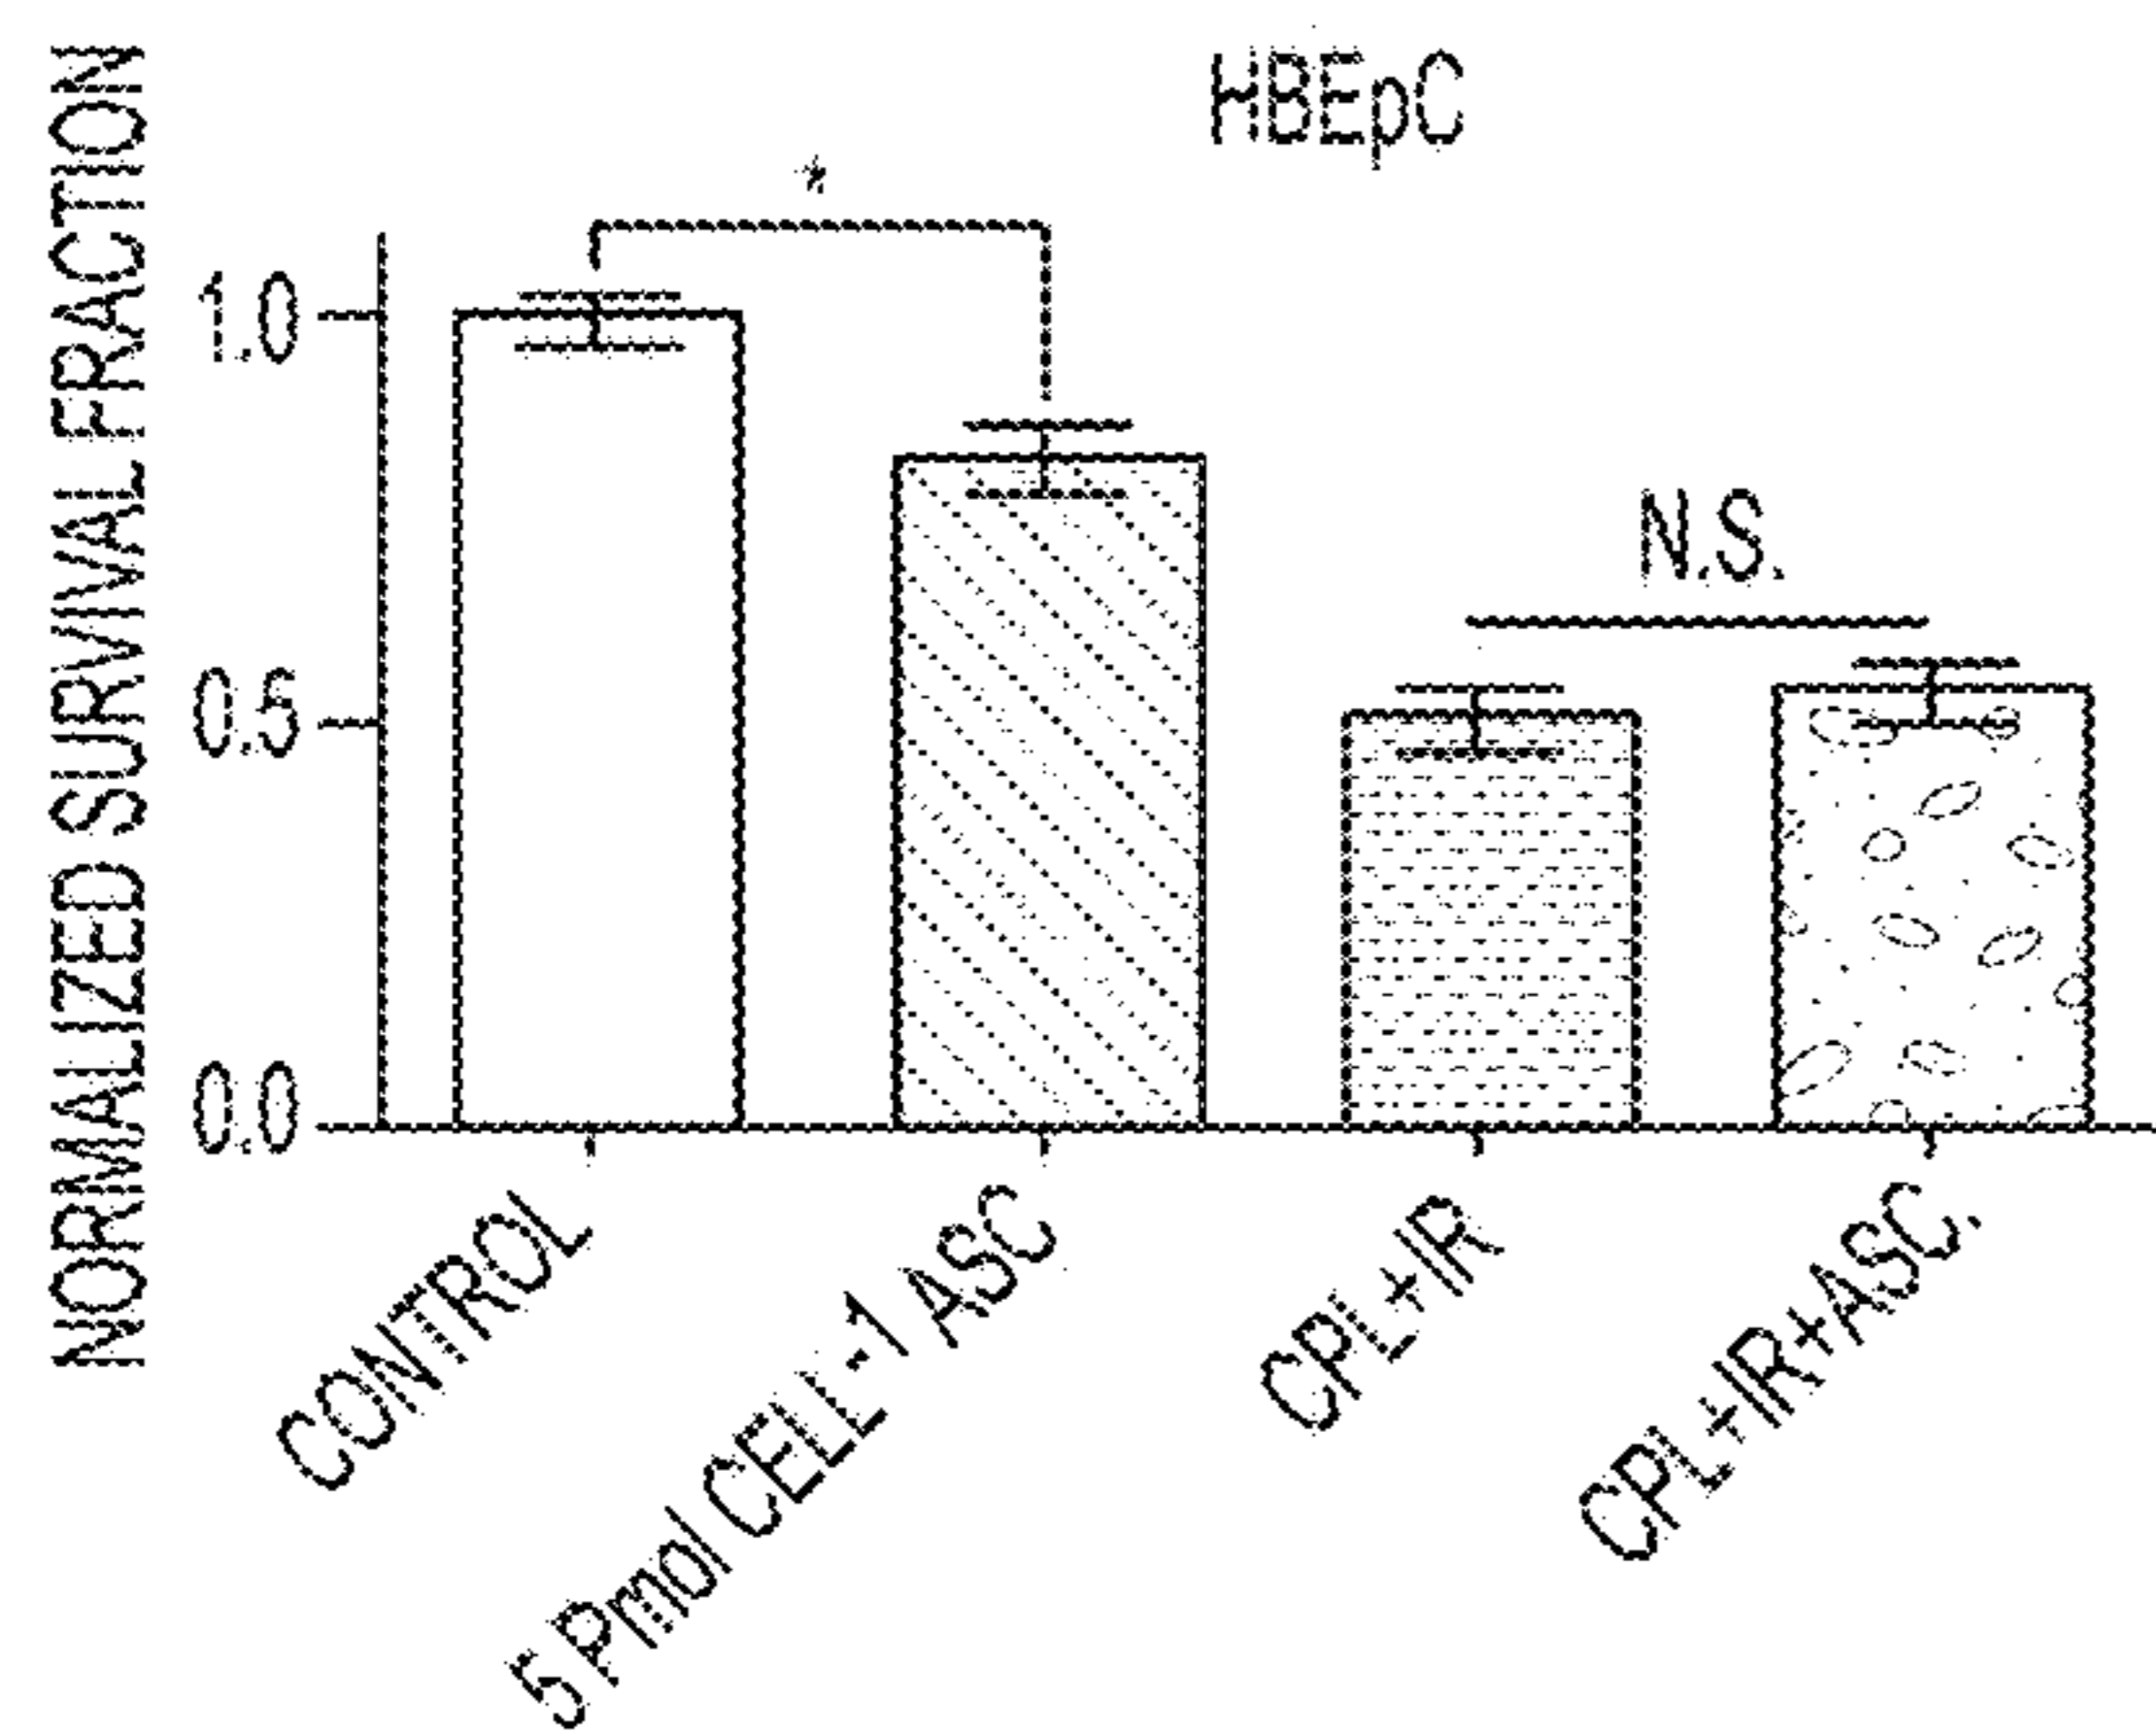 HBEpC
*
N.S.
NORMALIZED SURVIVAL FRACTION
1.0
0.5
0.0
CONTROL
5 Pmol CELL-1 ASC
CPL+IR
CPL+IR+ASC.